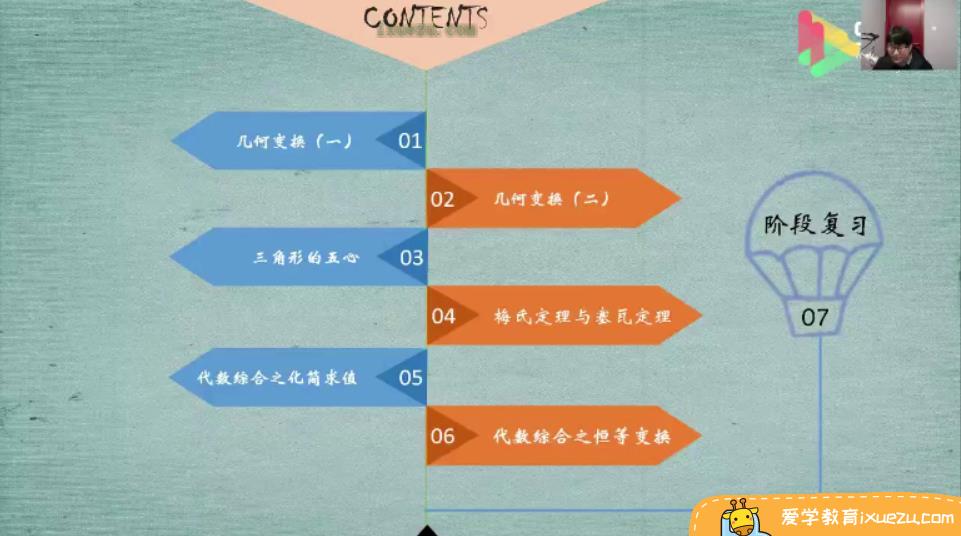 CONTENTS
ixuezu.com
几何变换（一） 01
02 几何变换（二）
三角形的五心 03
04 梅氏定理与塞瓦定理
代数综合之化简求值 05
06 代数综合之恒等变换
阶段复习
07
爱学教育ixuezu.com